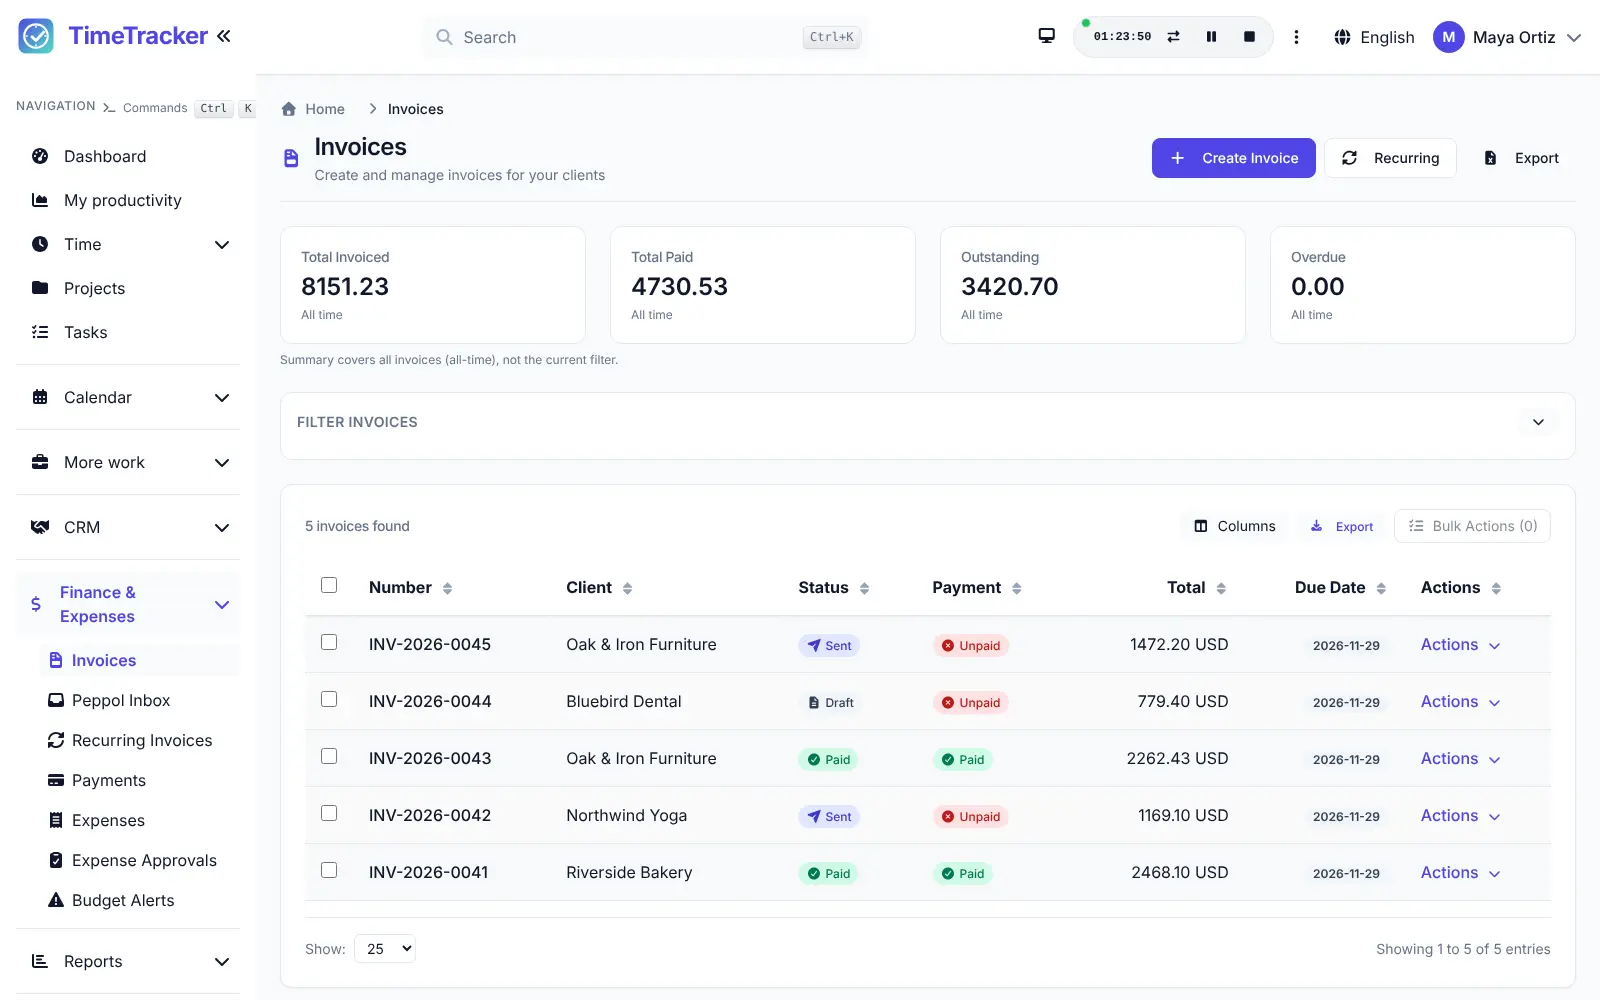 TimeTracker
Search Ctrl+K
01:23:50
English
M Maya Ortiz
NAVIGATION Commands Ctrl K
Dashboard
My productivity
Time
Projects
Tasks
Calendar
More work
CRM
Finance &
Expenses
Invoices
Peppol Inbox
Recurring Invoices
Payments
Expenses
Expense Approvals
Budget Alerts
Reports
Home Invoices
Invoices
Create and manage invoices for your clients
Create Invoice Recurring Export
Total Invoiced
8151.23
All time
Total Paid
4730.53
All time
Outstanding
3420.70
All time
Overdue
0.00
All time
Summary covers all invoices (all-time), not the current filter.
FILTER INVOICES
5 invoices found
Columns Export Bulk Actions (0)
Number Client Status Payment Total Due Date Actions
INV-2026-0045 Oak & Iron Furniture Sent Unpaid 1472.20 USD 2026-11-29 Actions
INV-2026-0044 Bluebird Dental Draft Unpaid 779.40 USD 2026-11-29 Actions
INV-2026-0043 Oak & Iron Furniture Paid Paid 2262.43 USD 2026-11-29 Actions
INV-2026-0042 Northwind Yoga Sent Unpaid 1169.10 USD 2026-11-29 Actions
INV-2026-0041 Riverside Bakery Paid Paid 2468.10 USD 2026-11-29 Actions
Show: 25
Showing 1 to 5 of 5 entries